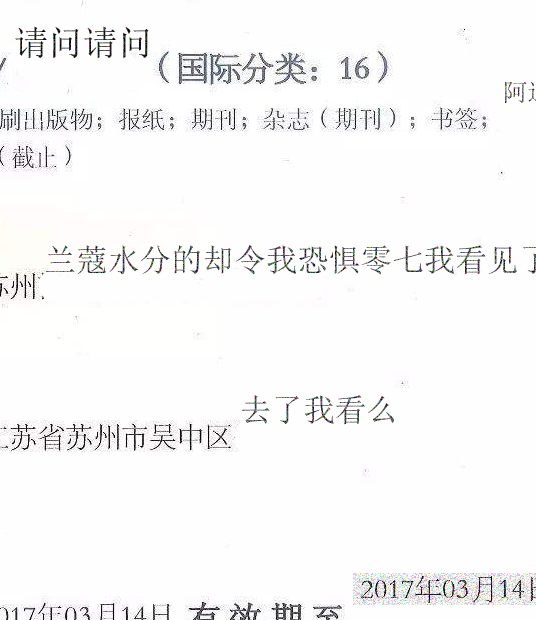 请问请问
（国际分类：16）
阿
刷出版物；报纸；期刊；杂志（期刊）；书签；
（截止）
兰蔻水分的却令我恐惧零七我看见了
苏州
去了我看么
江苏省苏州市吴中区
2017年03月14日
017年03月14日 有效期至